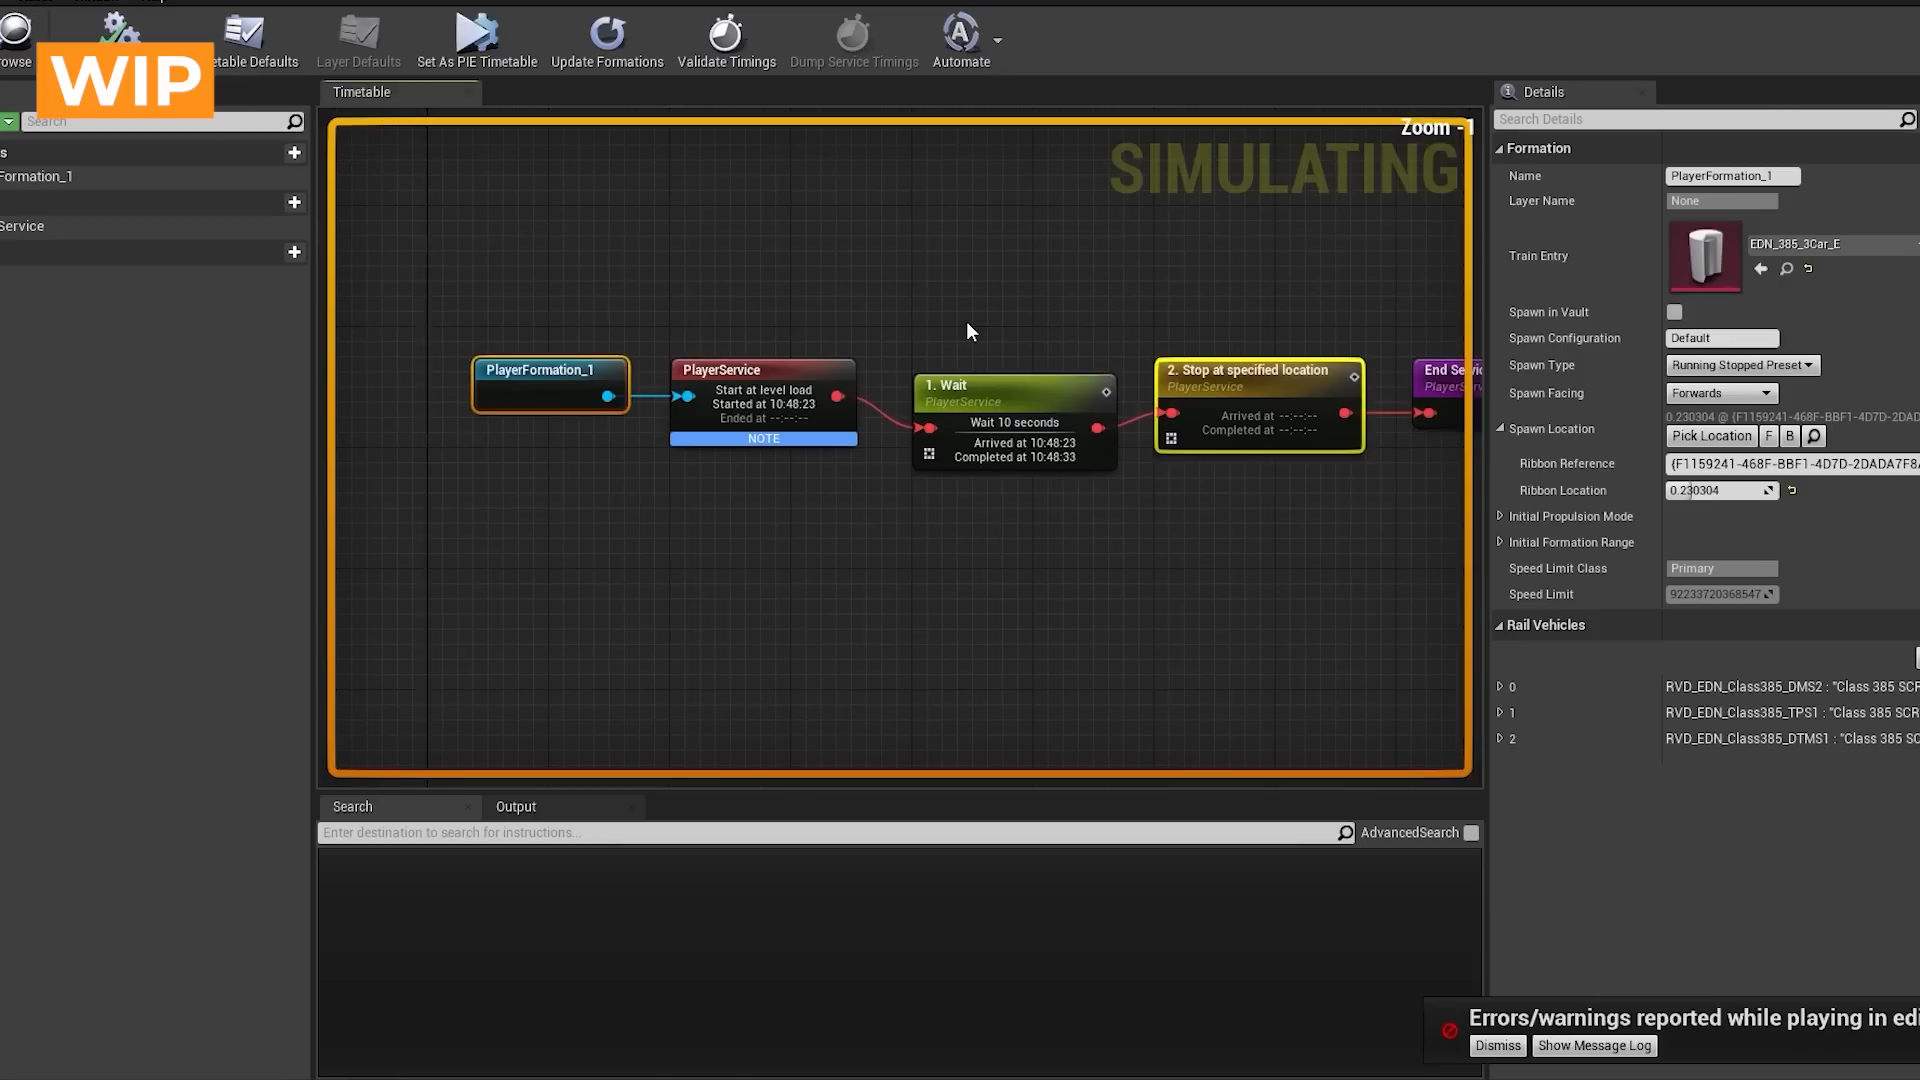 rowse
etable Defaults
Layer Defaults
Set As PIE Timetable
Update Formations
Validate Timings
Dump Service Timings
Automate
WIP
Search
s
Formation_1
Service
Timetable
Zoom -1
SIMULATING
PlayerFormation_1
PlayerService
Start at level load
Started at 10:48:23
Ended at --:--:--
NOTE
1. Wait
PlayerService
Wait 10 seconds
Arrived at 10:48:23
Completed at 10:48:33
2. Stop at specified location
PlayerService
Arrived at --:--:--
Completed at --:--:--
End Servi
PlayerServ
Search
Output
Enter destination to search for instructions...
AdvancedSearch
Details
Search Details
Formation
Name
PlayerFormation_1
Layer Name
None
Train Entry
EDN_385_3Car_E
Spawn in Vault
Spawn Configuration
Default
Spawn Type
Running Stopped Preset
Spawn Facing
Forwards
0.230304 @ {F1159241-468F-BBF1-4D7D-2DADA
Spawn Location
Pick Location
F
B
Ribbon Reference
{F1159241-468F-BBF1-4D7D-2DADA7F8A
Ribbon Location
0.230304
Initial Propulsion Mode
Initial Formation Range
Speed Limit Class
Primary
Speed Limit
92233720368547
Rail Vehicles
0
RVD_EDN_Class385_DMS2 : "Class 385 SCR
1
RVD_EDN_Class385_TPS1 : "Class 385 SCR
2
RVD_EDN_Class385_DTMS1 : "Class 385 SC
Errors/warnings reported while playing in edi
Dismiss
Show Message Log